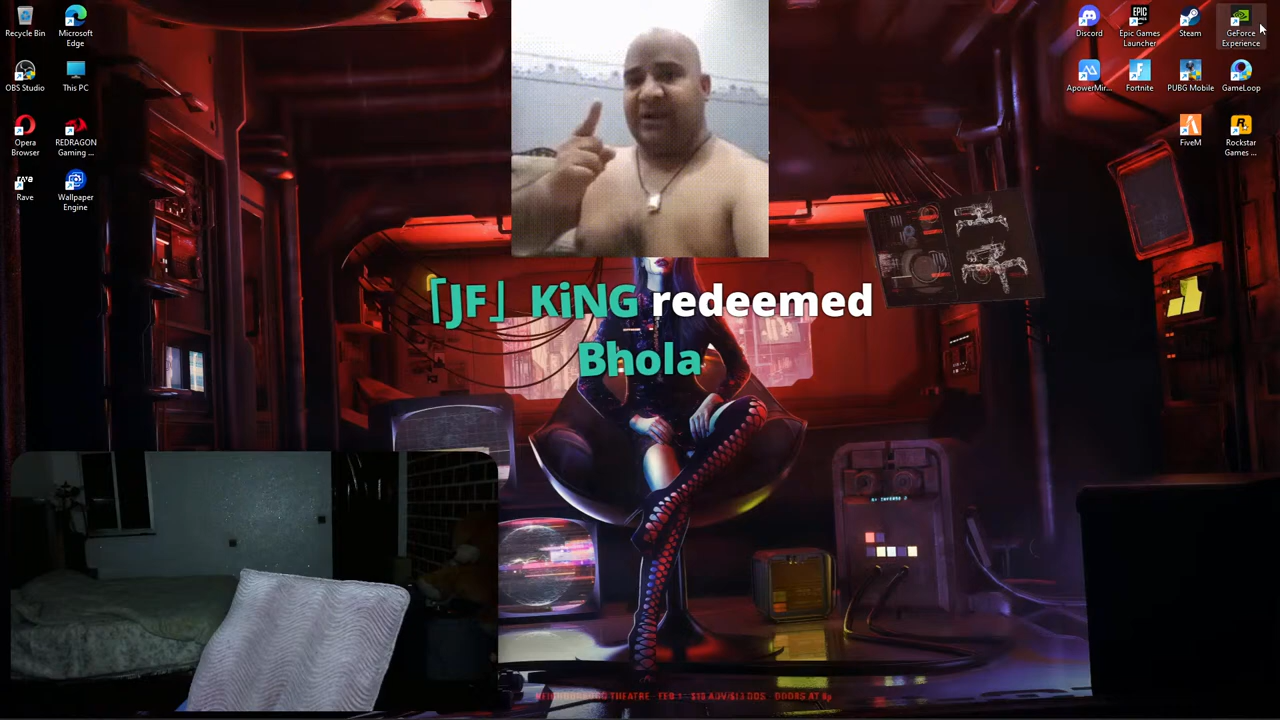 Recycle Bin
Microsoft
Edge
OBS Studio
This PC
Opera
Browser
REDRAGON
Gaming ...
Rave
Wallpaper
Engine
Discord
Epic Games
Launcher
Steam
GeForce
Experience
ApowerMir...
Fortnite
PUBG Mobile
GameLoop
FiveM
Rockstar
Games ...
「JF」_KiNG redeemed
Bhola